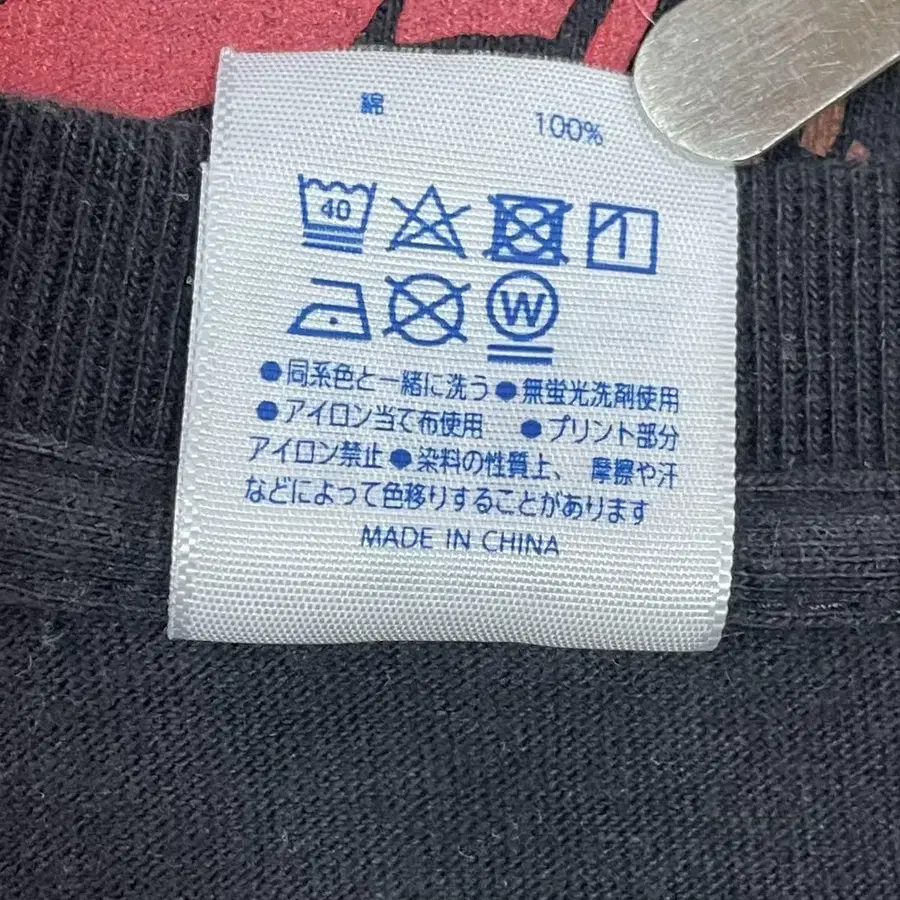 綿 100%
40
W
●同系色と一緒に洗う●無蛍光洗剤使用
●アイロン当て布使用 ●プリント部分
アイロン禁止●染料の性質上、摩擦や汗
などによって色移りすることがあります
MADE IN CHINA